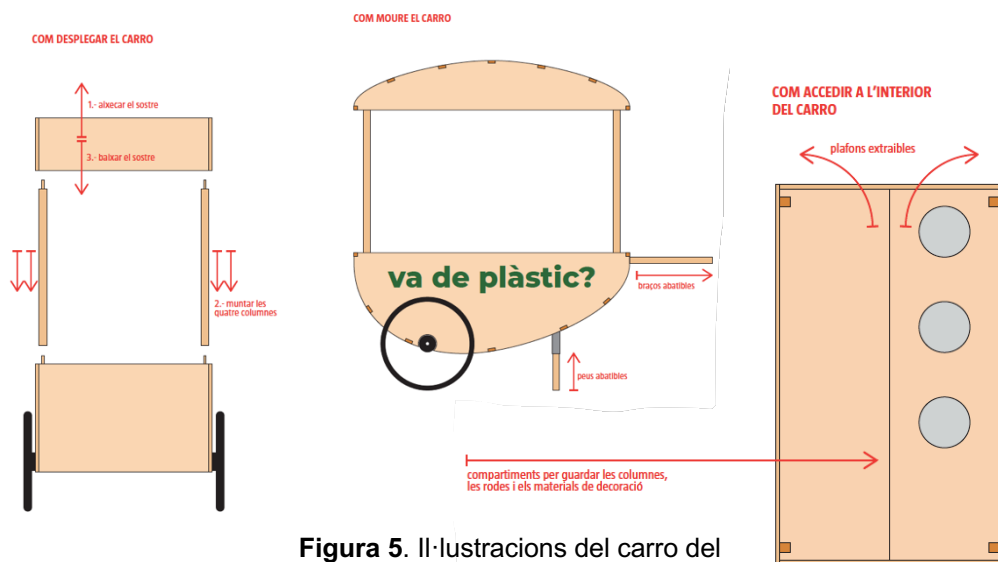 COM DESPLEGAR EL CARRO
1.- aixecar el sostre
3.- baixar el sostre
2.- muntar les
quatre columnes
COM MOURE EL CARRO
va de plàstic?
braços abatibles
peus abatibles
COM ACCEDIR A L'INTERIOR
DEL CARRO
plafons extraibles
compartiments per guardar les columnes,
les rodes i els materials de decoració
Figura 5. Il·lustracions del carro del